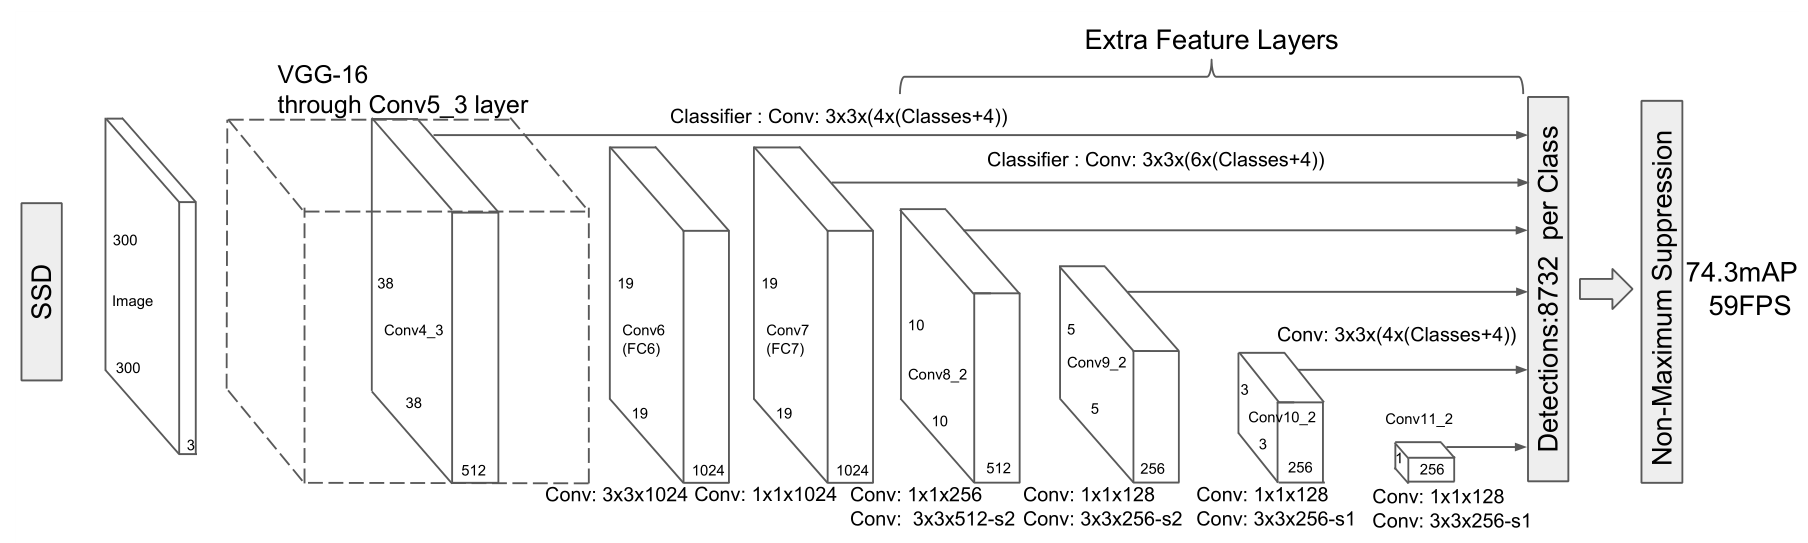 Extra Feature Layers
VGG-16
through Conv5_3 layer
Classifier : Conv: 3x3x(4x(Classes+4))
Classifier : Conv: 3x3x(6x(Classes+4))
SSD
300
Image
300
3
38
Conv4_3
38
512
19
Conv6
(FC6)
19
1024
19
Conv7
(FC7)
19
1024
10
Conv8_2
10
512
5
Conv9_2
5
256
Conv: 3x3x(4x(Classes+4))
3
Conv10_2
3
256
Conv11_2
1
256
Conv: 3x3x1024
Conv: 1x1x1024
Conv: 1x1x256
Conv: 3x3x512-s2
Conv: 1x1x128
Conv: 3x3x256-s2
Conv: 1x1x128
Conv: 3x3x256-s1
Conv: 1x1x128
Conv: 3x3x256-s1
Detections:8732 per Class
Non-Maximum Suppression
74.3mAP
59FPS